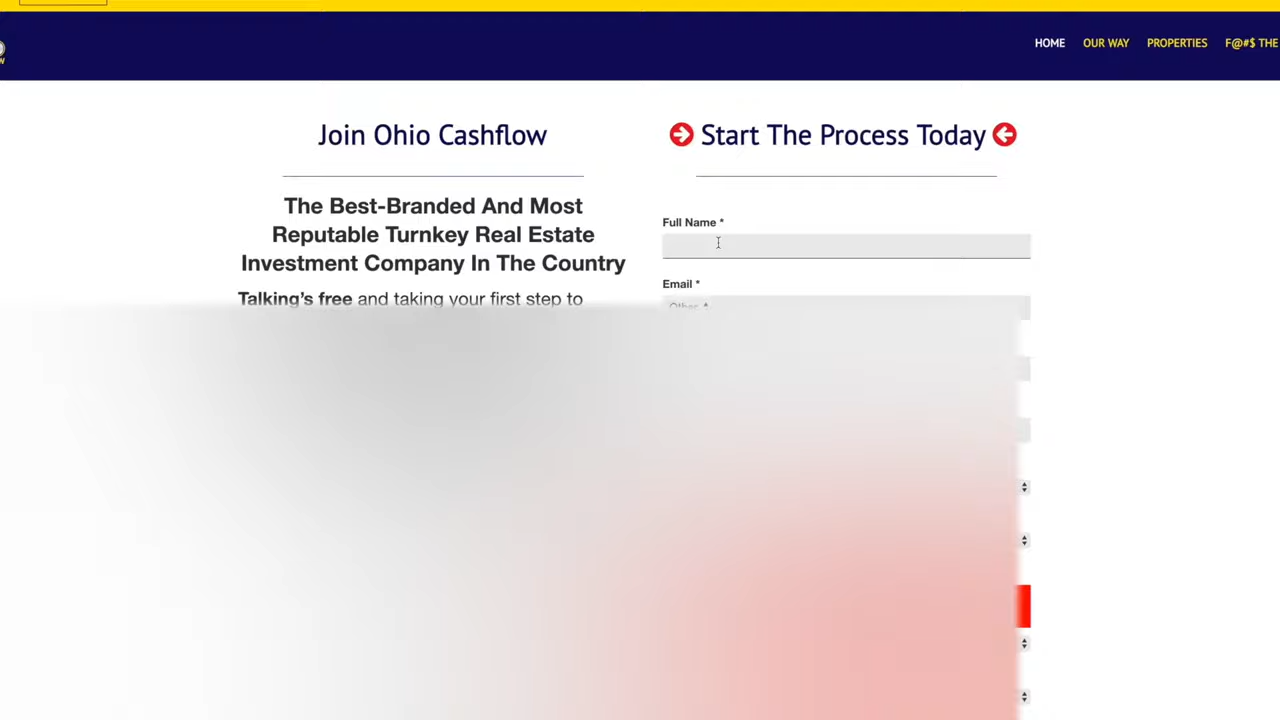 HOME OUR WAY PROPERTIES F@#$ THE
Join Ohio Cashflow
Start The Process Today
The Best-Branded And Most
Reputable Turnkey Real Estate
Investment Company In The Country
Talking's free and taking your first step to
Full Name *
Email *